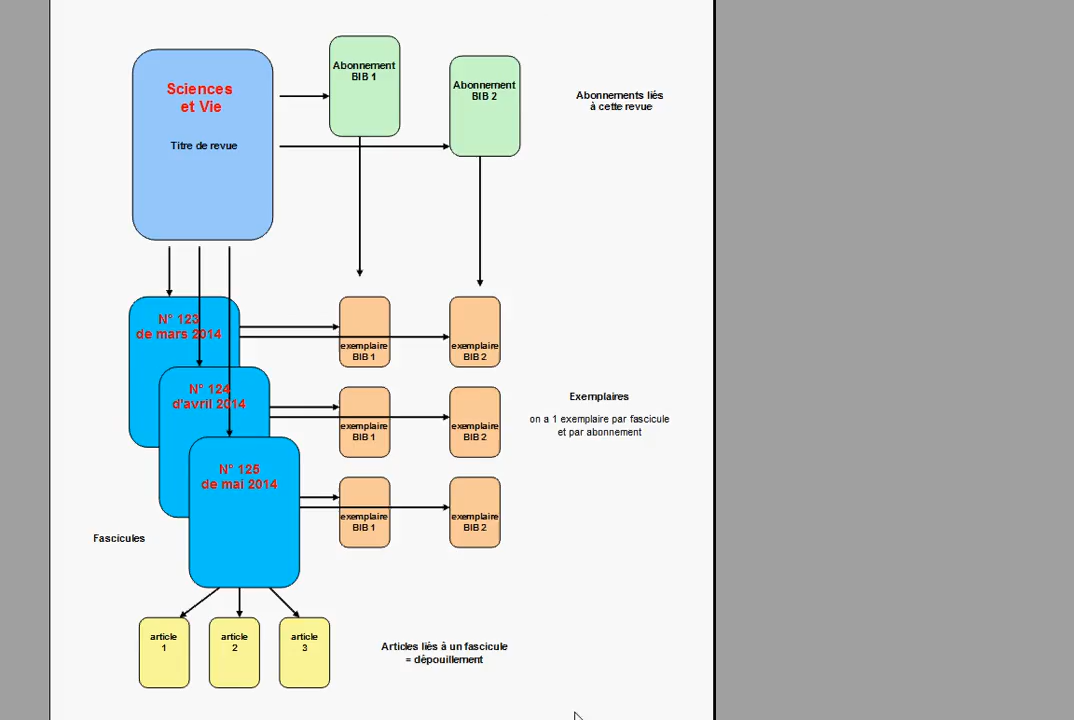 Sciences
et Vie
Titre de revue
Abonnement
BIB 1
Abonnement
BIB 2
Abonnements liés
à cette revue
N° 123
de mars 2014
exemplaire
BIB 1
exemplaire
BIB 2
N° 124
d'avril 2014
exemplaire
BIB 1
exemplaire
BIB 2
Exemplaires
on a 1 exemplaire par fascicule
et par abonnement
N° 125
de mai 2014
exemplaire
BIB 1
exemplaire
BIB 2
Fascicules
article
1
article
2
article
3
Articles liés à un fascicule
= dépouillement